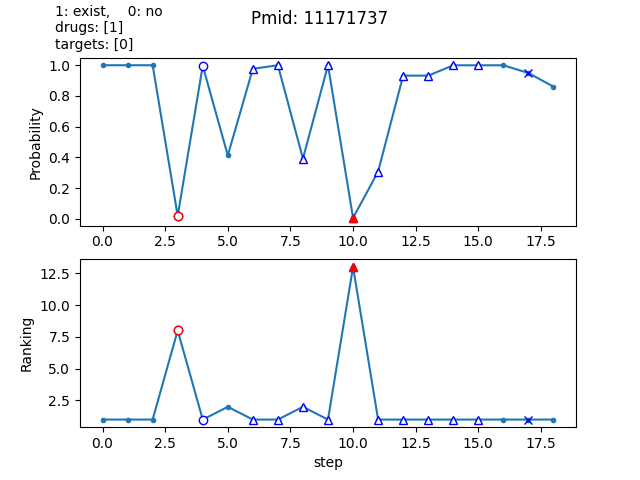 1: exist,    0: no
drugs: [1]
targets: [0]
Pmid: 11171737
1.0
0.8
0.6
0.4
0.2
0.0
Probability
0.0 2.5 5.0 7.5 10.0 12.5 15.0 17.5
12.5
10.0
7.5
5.0
2.5
Ranking
0.0 2.5 5.0 7.5 10.0 12.5 15.0 17.5
step